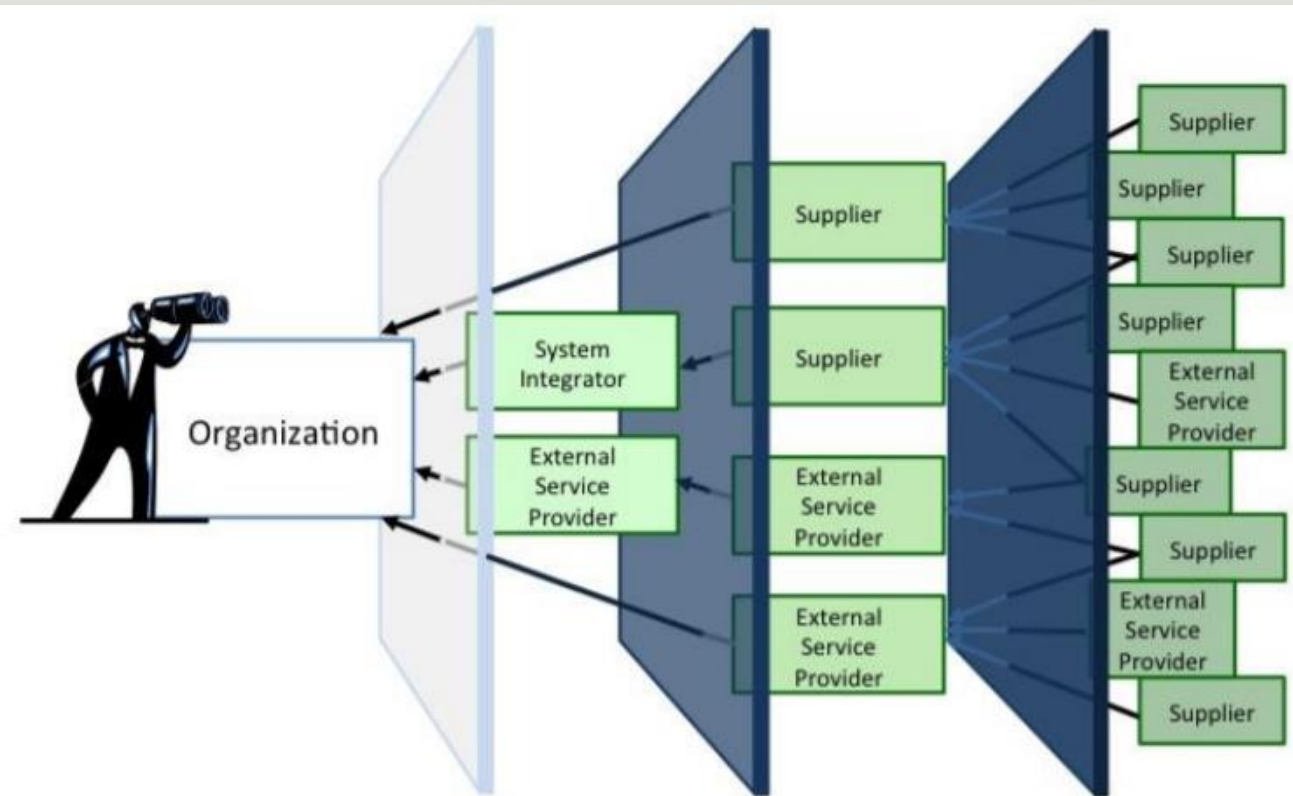 Organization
System
Integrator
External
Service
Provider
Supplier
Supplier
External
Service
Provider
External
Service
Provider
Supplier
Supplier
Supplier
Supplier
External
Service
Provider
Supplier
Supplier
External
Service
Provider
Supplier